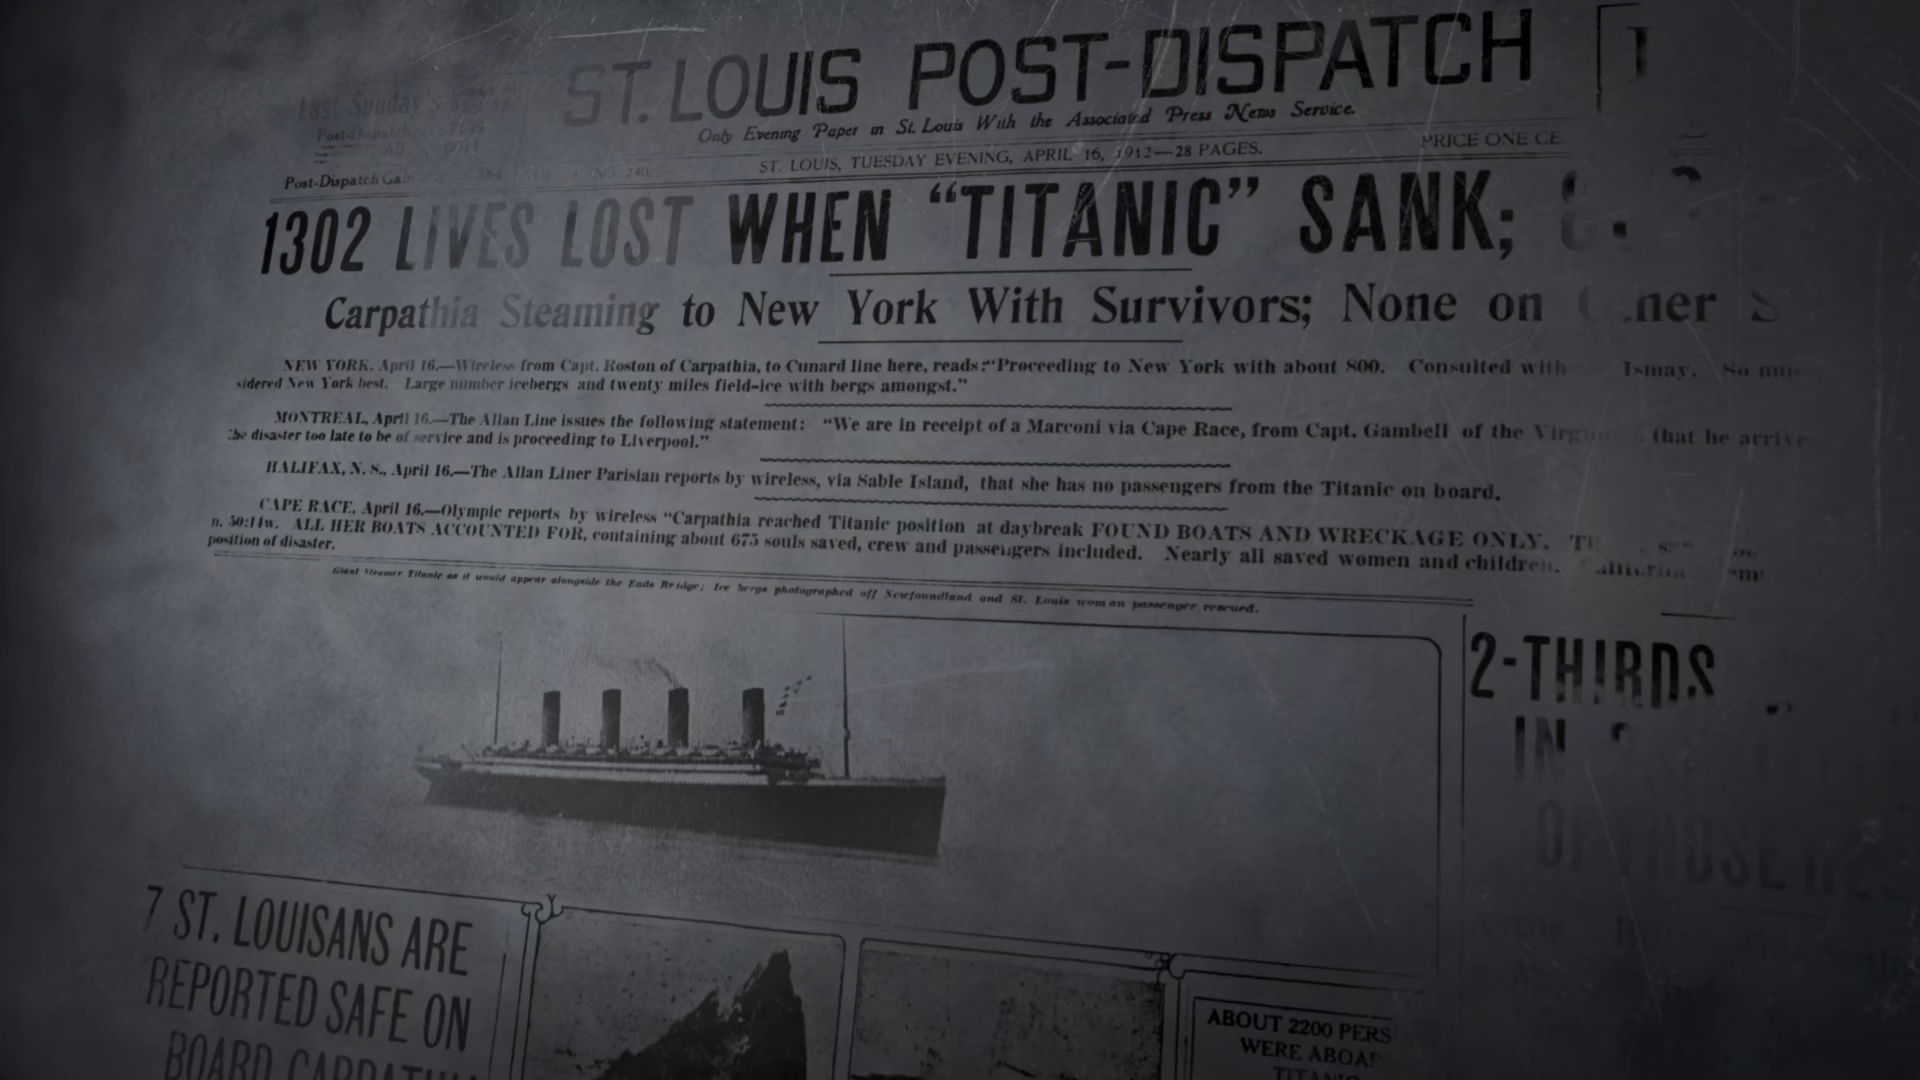 ST. LOUIS POST-DISPATCH
Last Sunday's
Post-Dispatch
Only Evening Paper in St. Louis With the Associated Press News Service.
Post-Dispatch Gain
NO. 240.
ST. LOUIS, TUESDAY EVENING, APRIL 16, 1912—28 PAGES.
PRICE ONE CE
1302 LIVES LOST WHEN “TITANIC” SANK;
Carpathia Steaming to New York With Survivors; None on
NEW YORK, April 16.—Wireless from Capt. Roston of Carpathia, to Cunard line here, reads: “Proceeding to New York with about 800. Consulted with Ismay. So
sidered New York best. Large number icebergs and twenty miles field-ice with bergs amongst.”
MONTREAL, April 16.—The Allan Line issues the following statement: “We are in receipt of a Marconi via Cape Race, from Capt. Gambell of the that he arrive
the disaster too late to be of service and is proceeding to Liverpool.”
HALIFAX, N. S., April 16.—The Allan Liner Parisian reports by wireless, via Sable Island, that she has no passengers from the Titanic on board.
CAPE RACE, April 16.—Olympic reports by wireless “Carpathia reached Titanic position at daybreak FOUND BOATS AND WRECKAGE ONLY.
n. 50:14w. ALL HER BOATS ACCOUNTED FOR, containing about 675 souls saved, crew and passengers included. Nearly all saved women and children.
position of disaster.
Giant Steamer Titanic as it would appear alongside the Eads Bridge; Ice bergs photographed off Newfoundland and St. Louis woman passenger rescued.
2-THIRDS
IN
OF THOSE
7 ST. LOUISANS ARE
REPORTED SAFE ON
BOARD CARPATHIA
ABOUT 2200 PERS
WERE ABOAR
TITANIC